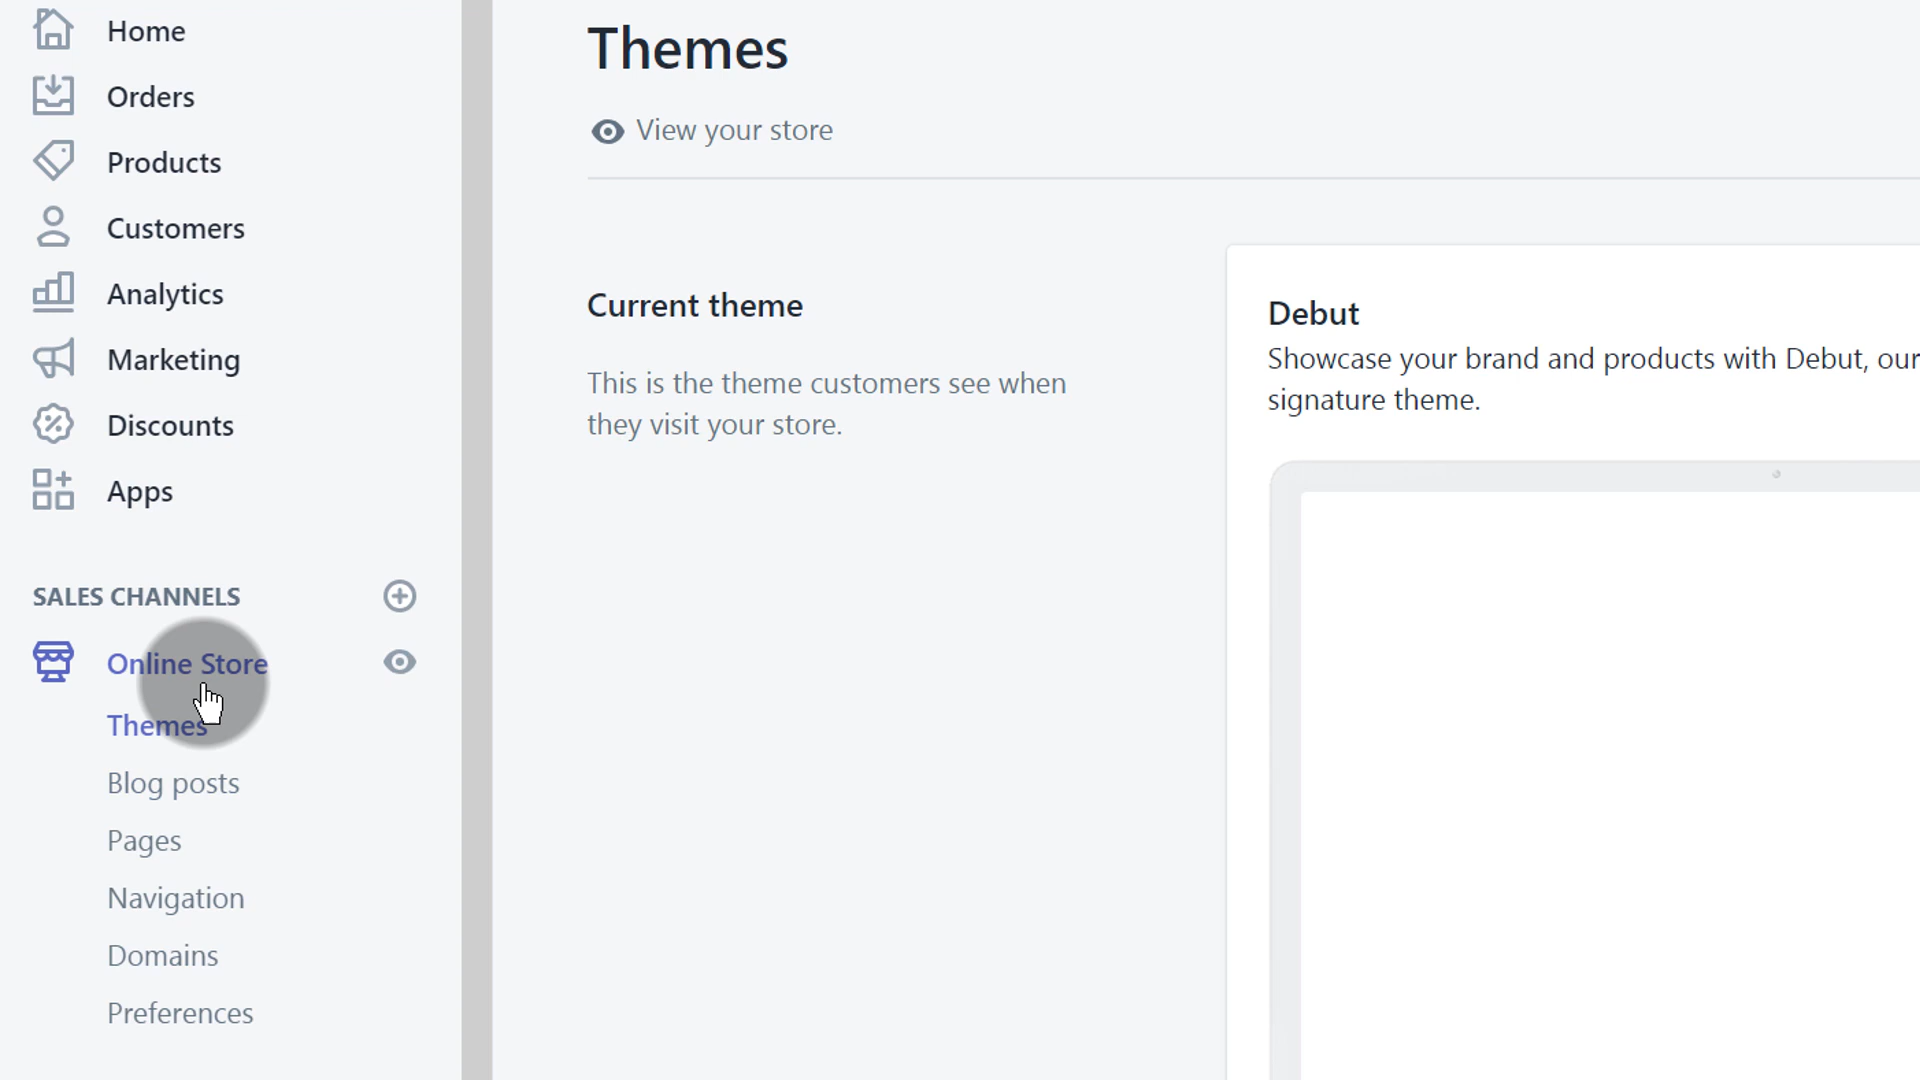 Home
Orders
Products
Customers
Analytics
Marketing
Discounts
Apps
SALES CHANNELS
Online Store
Themes
Blog posts
Pages
Navigation
Domains
Preferences
Themes
View your store
Current theme
This is the theme customers see when
they visit your store.
Debut
Showcase your brand and products with Debut, our
signature theme.